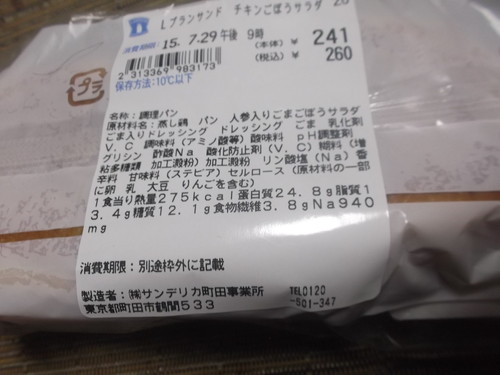 Lブランサンド チキンごぼうサラダ 20
消費期限: 15. 7.29午後 9時
(本体) ¥ 241
(税込) ¥ 260
2 313369 983173
保存方法:10℃以下
プラ
名称:調理パン
原材料名:蒸し鶏 パン 人参入りごまごぼうサラダ
ごま入りドレッシング ドレッシング ごま 乳化剤
V.C 調味料(アミノ酸等) 酸味料 pH調整剤
グリシン 酢酸Na 酸化防止剤(V.C) 糊料(増
粘多糖類 加工澱粉) 加工澱粉 リン酸塩(Na) 香
辛料 甘味料(ステビア) セルロース (原材料の一部
に卵 乳 大豆 りんごを含む)
1食当り熱量275kcal蛋白質24.8g脂質1
3.4g糖質12.1g食物繊維3.8gNa940
mg
消費期限:別途枠外に記載
製造者:㈱サンデリカ町田事業所 TEL0120
東京都町田市鶴間533 -501-347